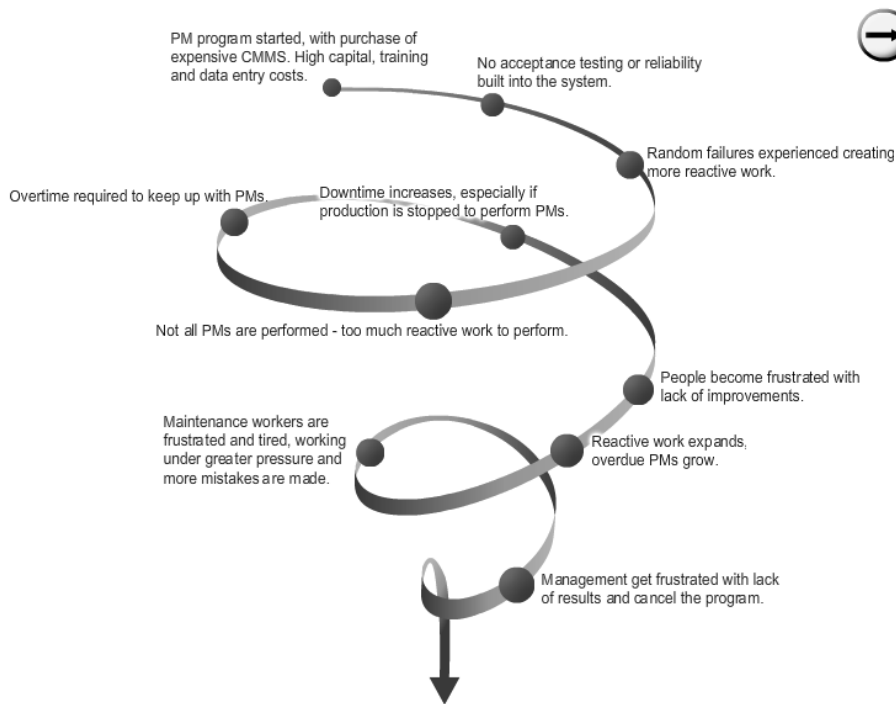 PM program started, with purchase of
expensive CMMS. High capital, training
and data entry costs.
No acceptance testing or reliability
built into the system.
Random failures experienced creating
more reactive work.
Not all PMs are performed - too much reactive work to perform.
Overtime required to keep up with PMs.
Downtime increases, especially if
production is stopped to perform PMs.
People become frustrated with
lack of improvements.
Reactive work expands,
overdue PMs grow.
Maintenance workers are
frustrated and tired, working
under greater pressure and
more mistakes are made.
Management get frustrated with lack
of results and cancel the program.